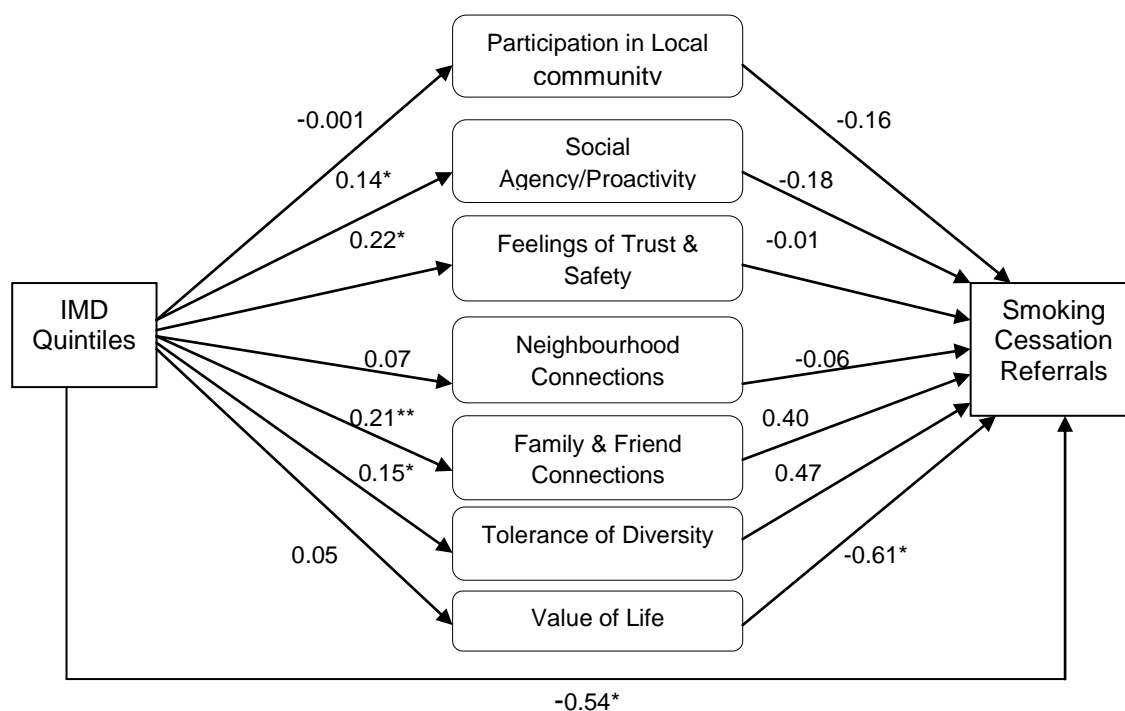 Participation in Local
community
-0.001
-0.16
Social
Agency/Proactivity
0.14*
-0.18
Feelings of Trust &
Safety
0.22*
-0.01
IMD
Quintiles
Smoking
Cessation
Referrals
Neighbourhood
Connections
0.07
-0.06
Family & Friend
Connections
0.21**
0.40
0.15*
0.47
Tolerance of Diversity
0.05
-0.61*
Value of Life
-0.54*